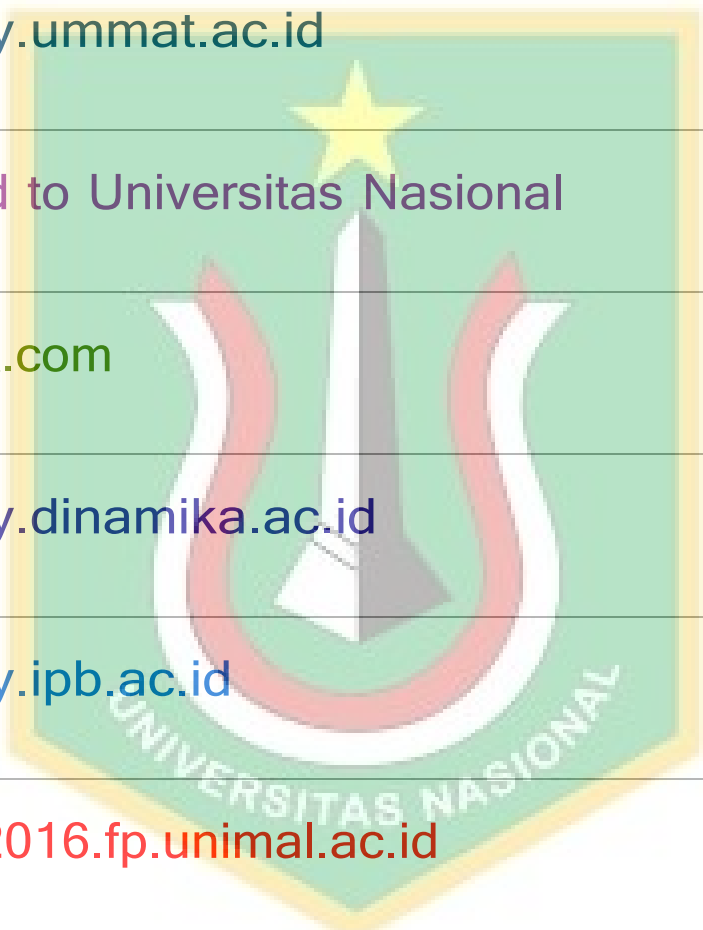 y.ummat.ac.id
d to Universitas Nasional
.com
y.dinamika.ac.id
y.ipb.ac.id
2016.fp.unimal.ac.id
UNIVERSITAS NASIONAL